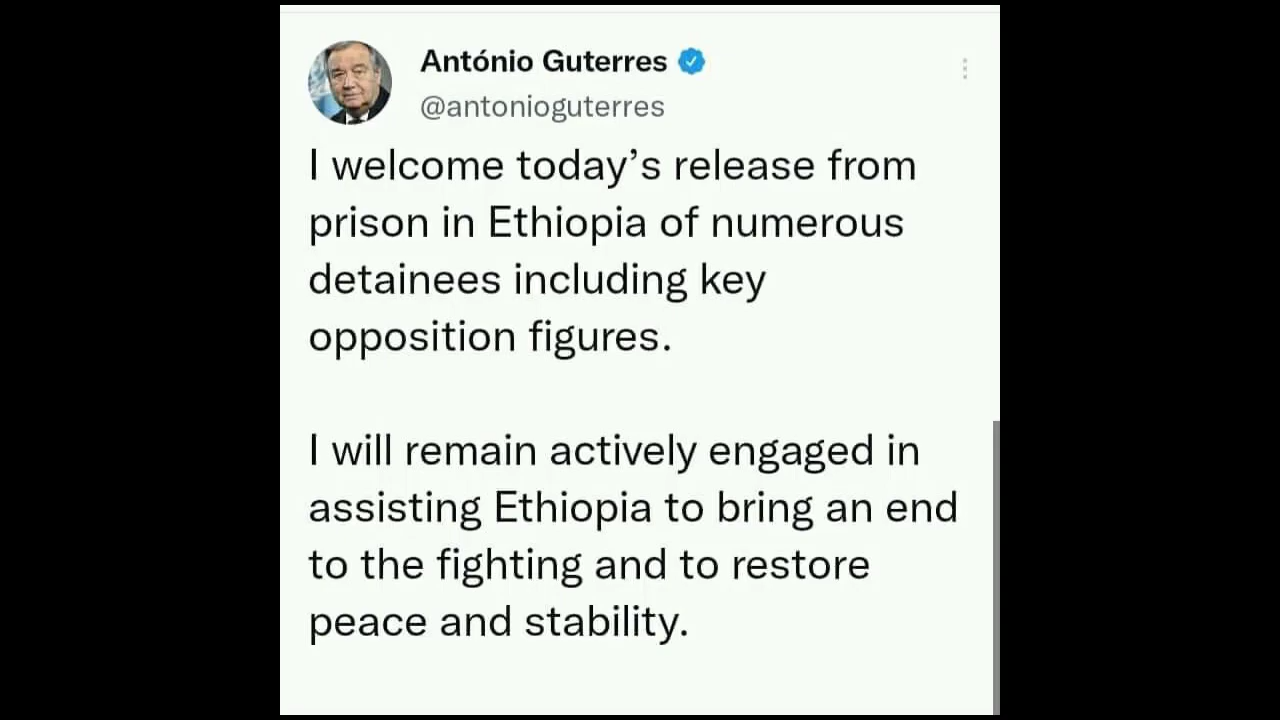 António Guterres
@antonioguterres
I welcome today’s release from
prison in Ethiopia of numerous
detainees including key
opposition figures.
I will remain actively engaged in
assisting Ethiopia to bring an end
to the fighting and to restore
peace and stability.